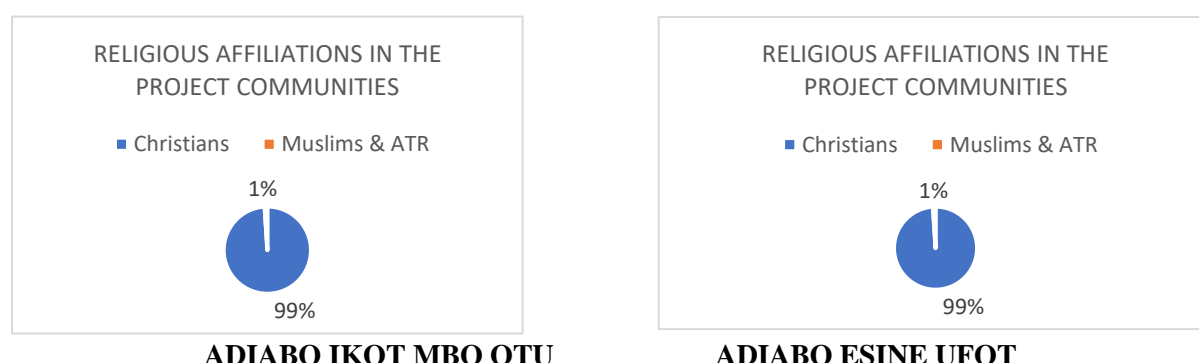 RELIGIOUS AFFILIATIONS IN THE
PROJECT COMMUNITIES
Christians Muslims & ATR
1%
99%
RELIGIOUS AFFILIATIONS IN THE
PROJECT COMMUNITIES
Christians Muslims & ATR
1%
99%
ADIABO IKOT MBO OTU ADIABO ESINE UFOT